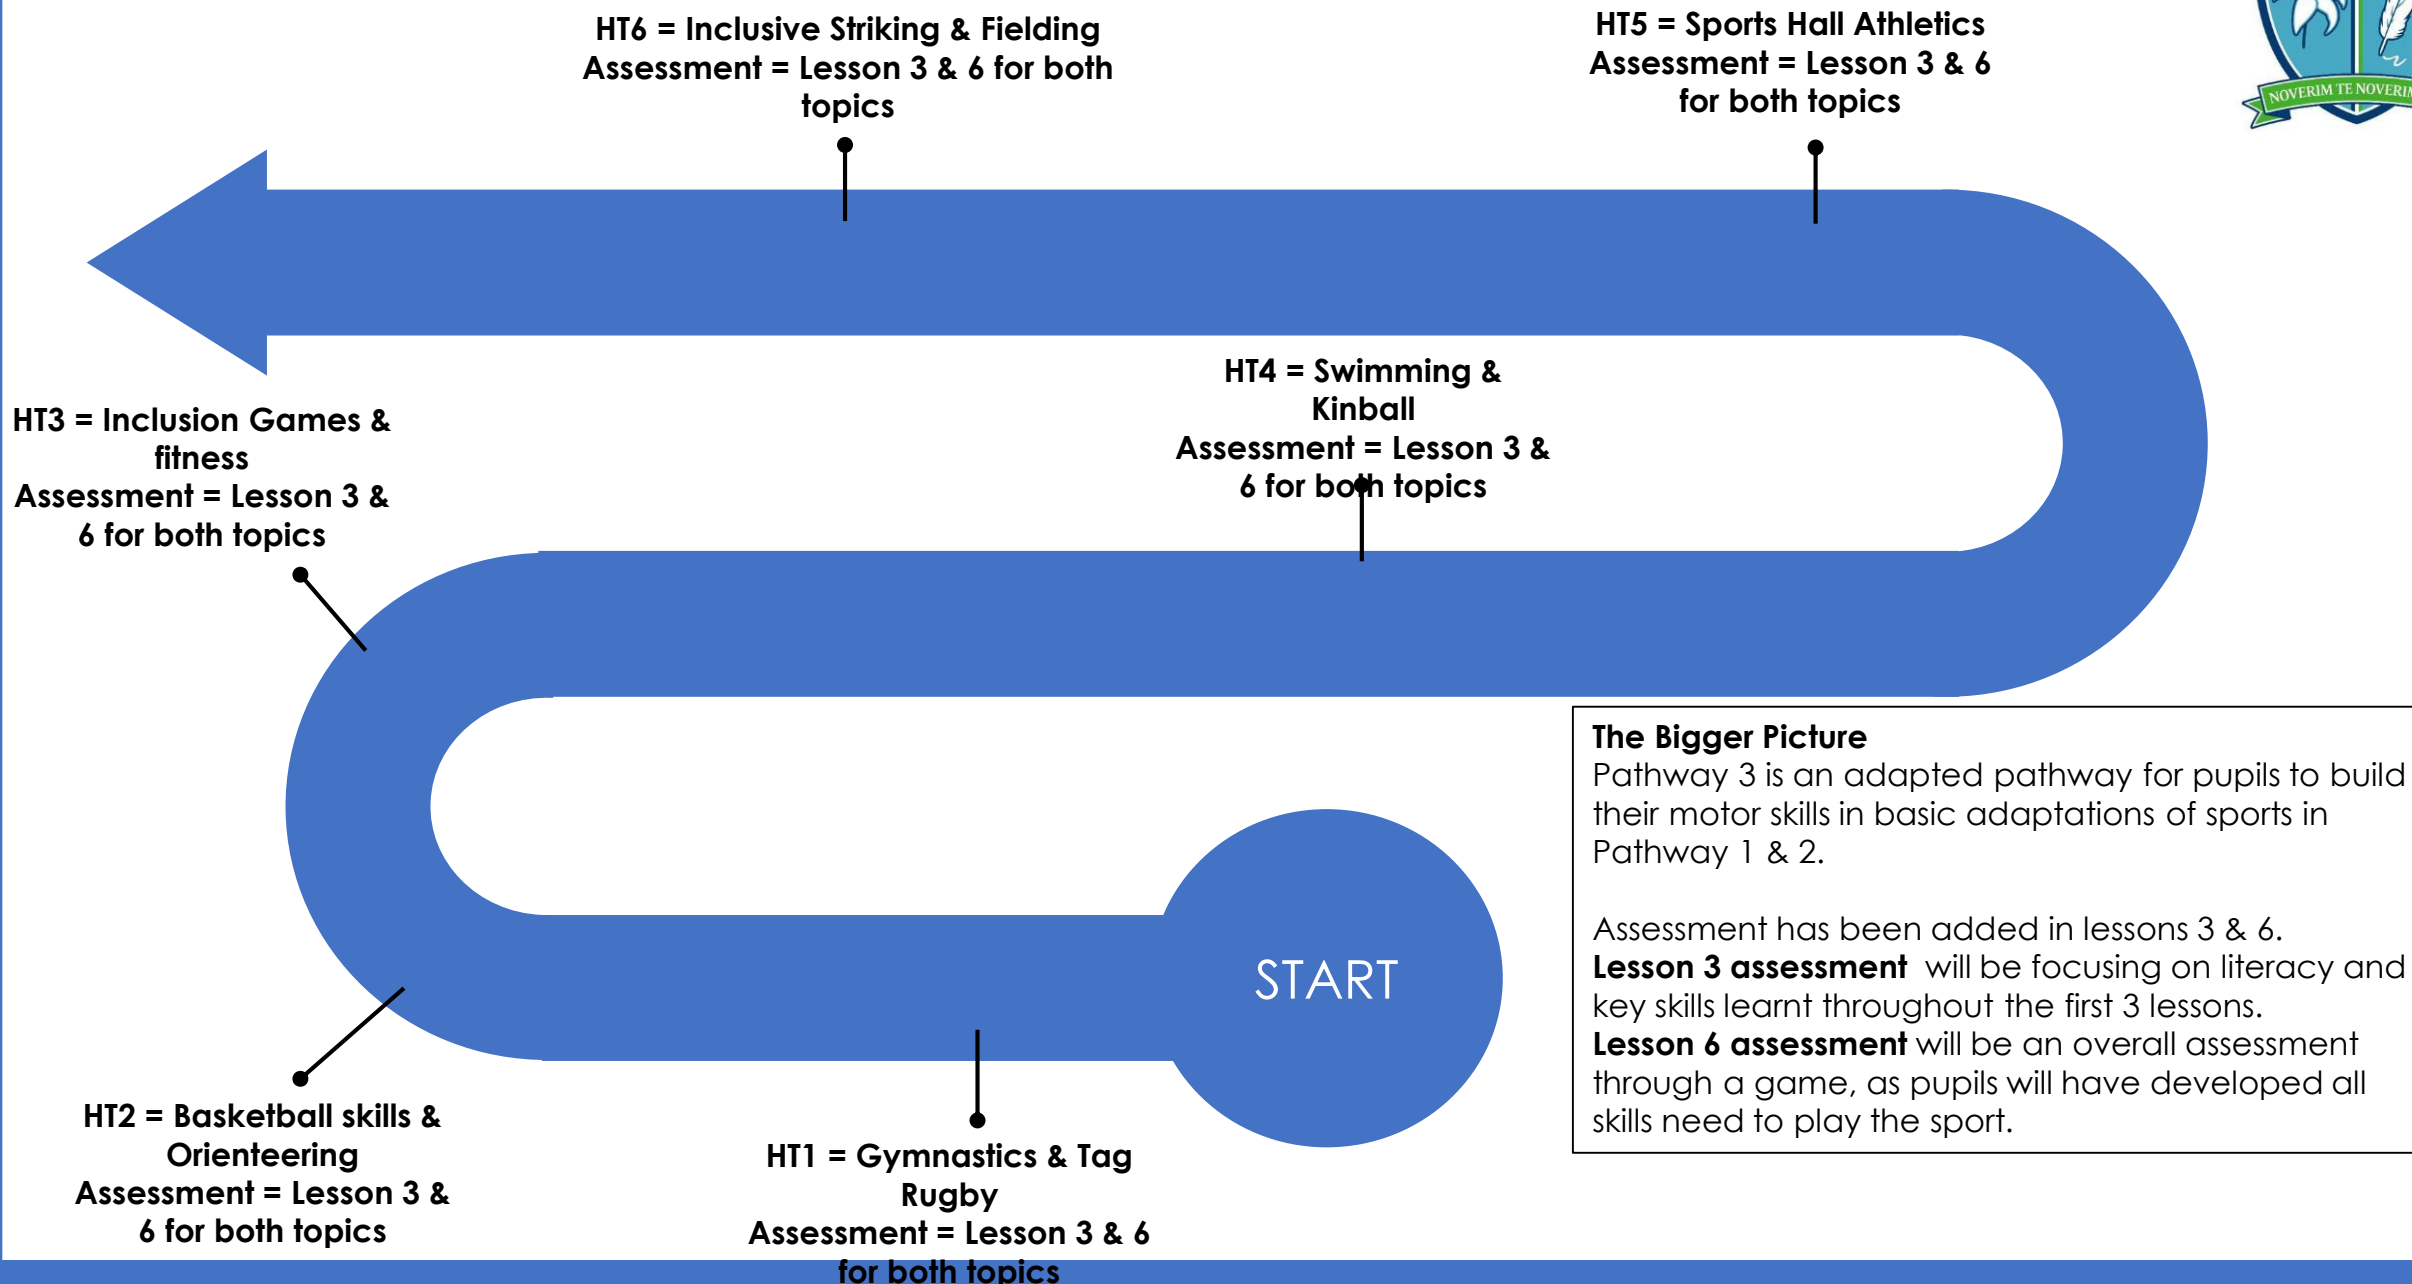 HT6 = Inclusive Striking & Fielding
Assessment = Lesson 3 & 6 for both
topics
HT5 = Sports Hall Athletics
Assessment = Lesson 3 & 6
for both topics
NOVERIM TE NOVERIM
HT4 = Swimming &
Kinball
Assessment = Lesson 3 &
6 for both topics
HT3 = Inclusion Games &
fitness
Assessment = Lesson 3 &
6 for both topics
The Bigger Picture
Pathway 3 is an adapted pathway for pupils to build
their motor skills in basic adaptations of sports in
Pathway 1 & 2.
Assessment has been added in lessons 3 & 6.
Lesson 3 assessment will be focusing on literacy and
key skills learnt throughout the first 3 lessons.
Lesson 6 assessment will be an overall assessment
through a game, as pupils will have developed all
skills need to play the sport.
START
HT2 = Basketball skills &
Orienteering
Assessment = Lesson 3 &
6 for both topics
HT1 = Gymnastics & Tag
Rugby
Assessment = Lesson 3 & 6
for both topics